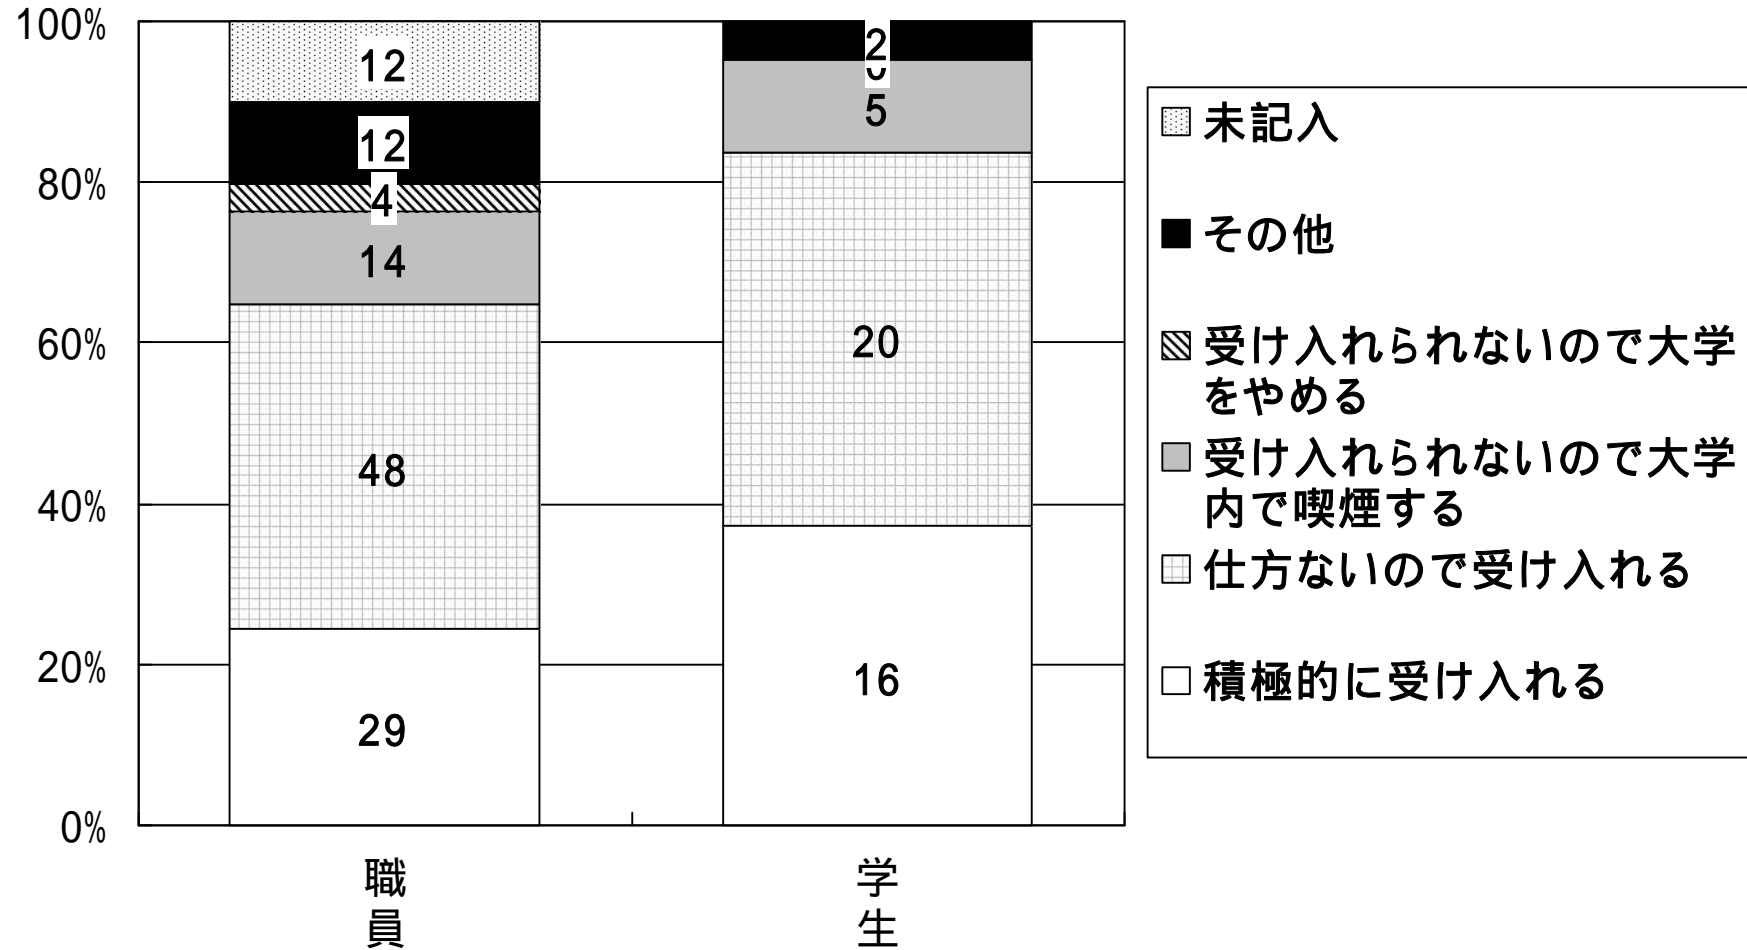 100%
80%
60%
40%
20%
0%
12
12
4
14
48
29
2
5
20
16
職員
学生
未記入
その他
受け入れられないので大学
をやめる
受け入れられないので大学
内で喫煙する
仕方ないので受け入れる
積極的に受け入れる